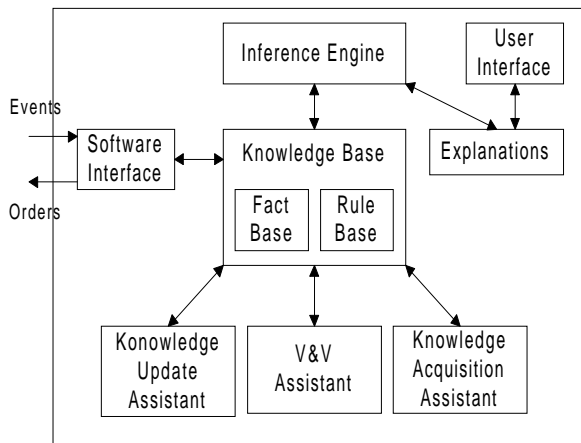 Inference Engine
User
Interface
Events
Software
Interface
Orders
Knowledge Base
Explanations
Fact
Base
Rule
Base
Konowledge
Update
Assistant
V&V
Assistant
Knowledge
Acquisition
Assistant